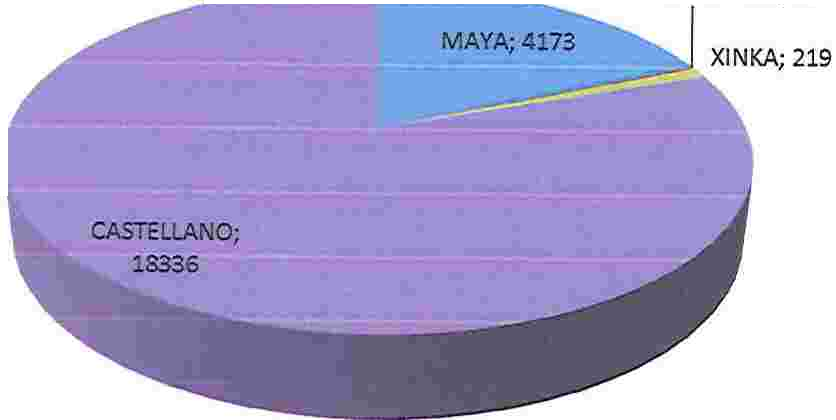 MAYA; 4173
XINKA; 219
CASTELLANO;
18336